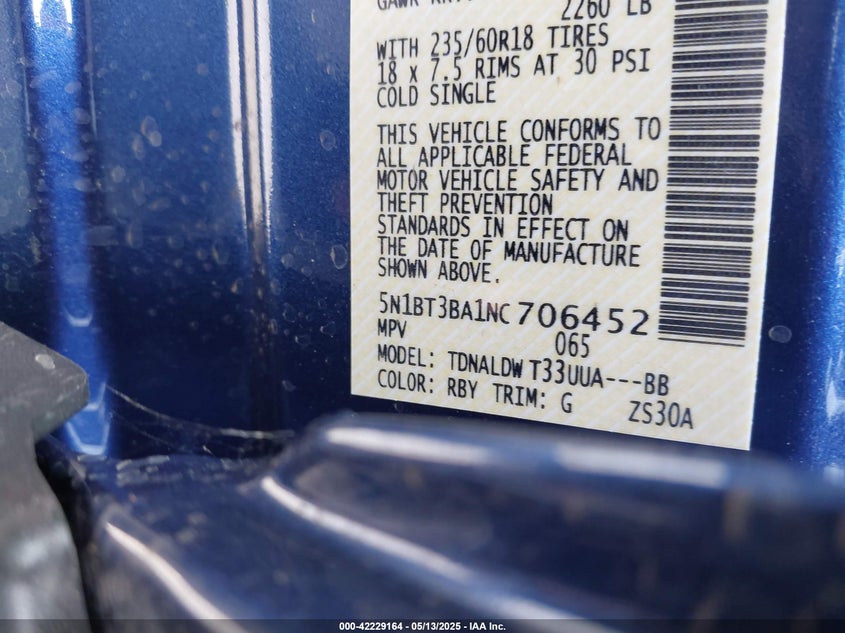 2260 LB
WITH 235/60R18 TIRES
18 x 7.5 RIMS AT 30 PSI
COLD SINGLE
THIS VEHICLE CONFORMS TO
ALL APPLICABLE FEDERAL
MOTOR VEHICLE SAFETY AND
THEFT PREVENTION
STANDARDS IN EFFECT ON
THE DATE OF MANUFACTURE
SHOWN ABOVE.
5N1BT3BA1NC 706452
MPV 065
MODEL: TDNALDW T33UUA---BB
COLOR: RBY TRIM: G ZS30A
000-42229164 - 05/13/2025 - IAA Inc.